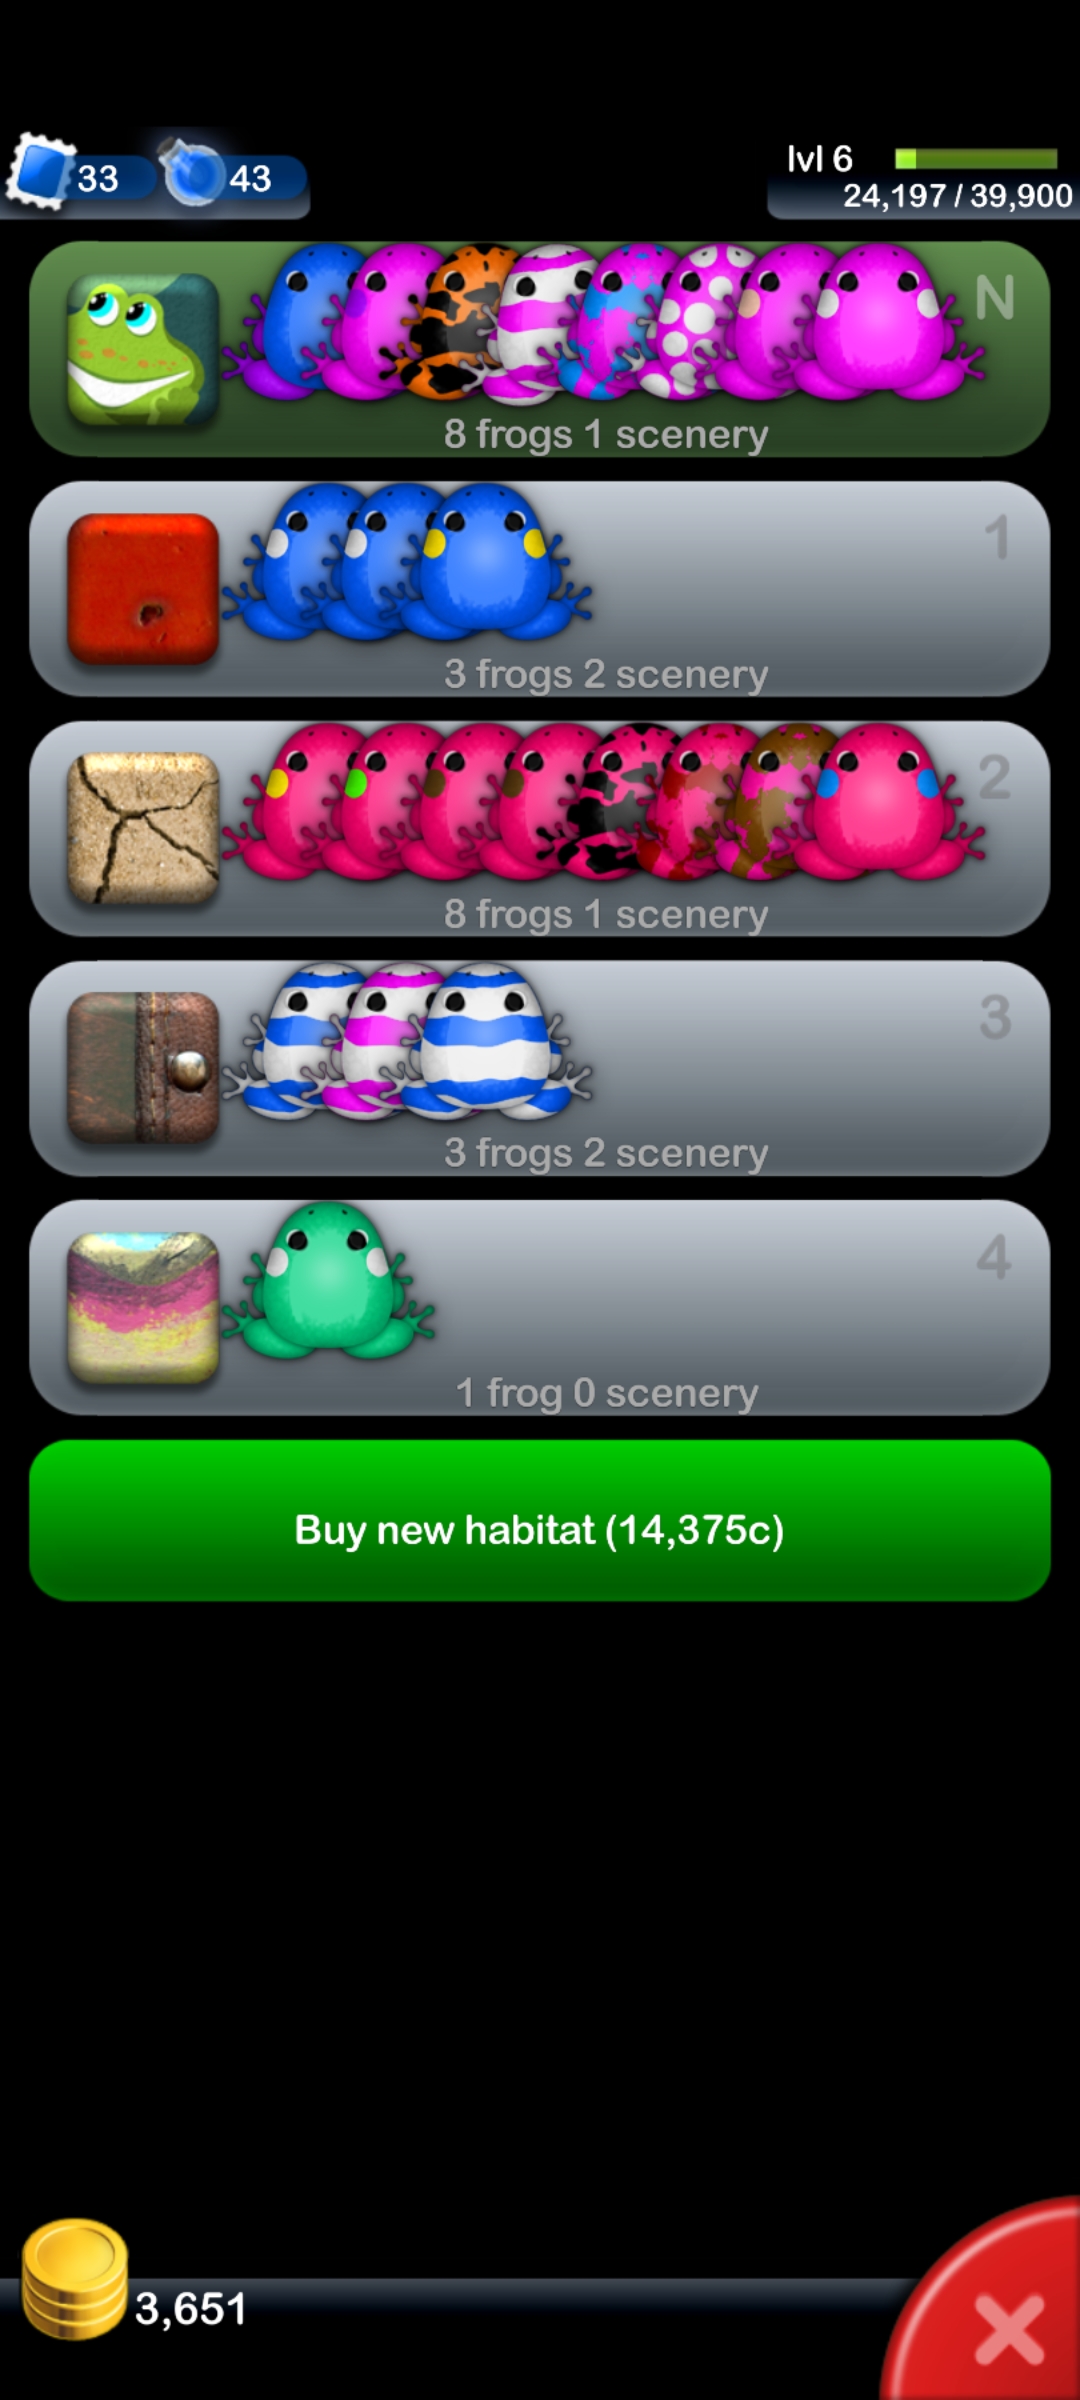 33 43 lvl 6
24,197 / 39,900
N
8 frogs 1 scenery
1
3 frogs 2 scenery
2
8 frogs 1 scenery
3
3 frogs 2 scenery
4
1 frog 0 scenery
Buy new habitat (14,375c)
3,651